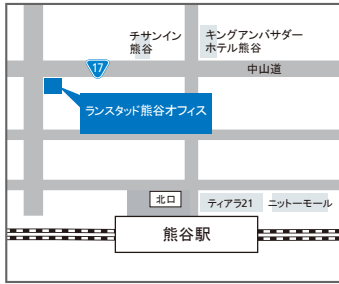 チサンイン
熊谷
キングアンバサダー
ホテル熊谷
17
中山道
ランスタッド熊谷オフィス
北口
ティアラ21
ニットーモール
熊谷駅